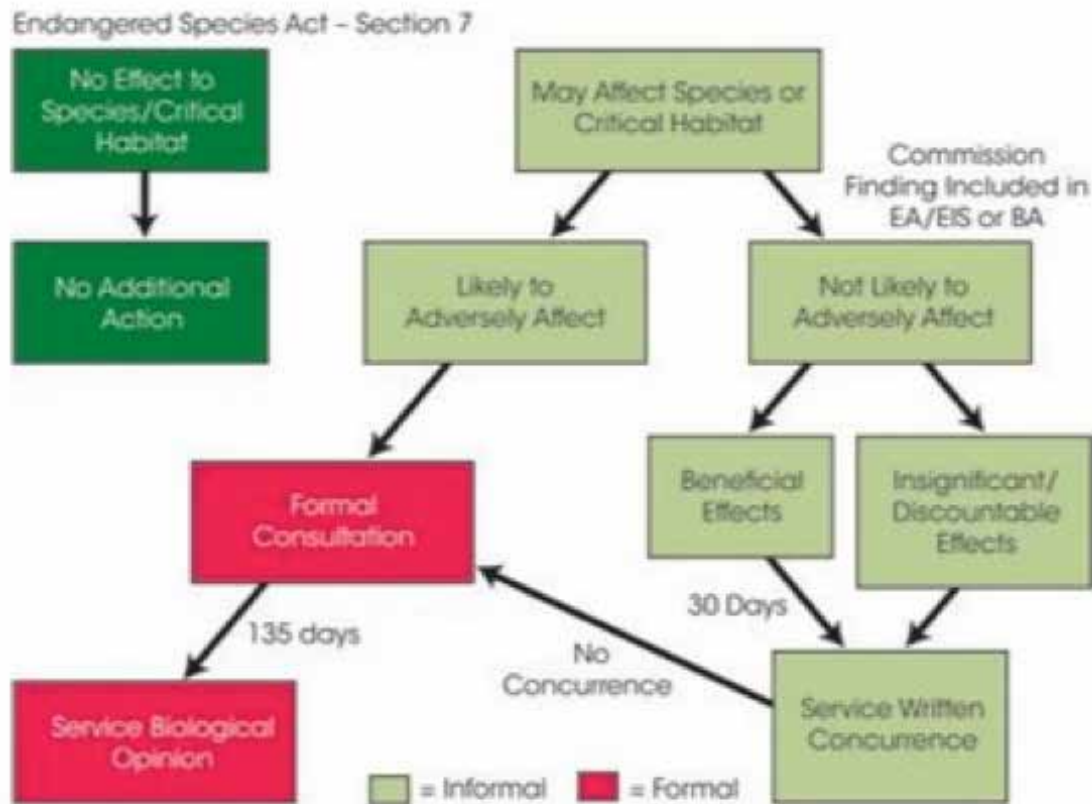 Endangered Species Act – Section 7
No Effect to
Species/Critical
Habitat
May Affect Species or
Critical Habitat
Commission
Finding Included in
EA/EIS or BA
No Additional
Action
Likely to
Adversely Affect
Not Likely to
Adversely Affect
Formal
Consultation
Beneficial
Effects
Insignificant/
Discountable
Effects
135 days
30 Days
No
Concurrence
Service Biological
Opinion
Service Written
Concurrence
= Informal
= Formal